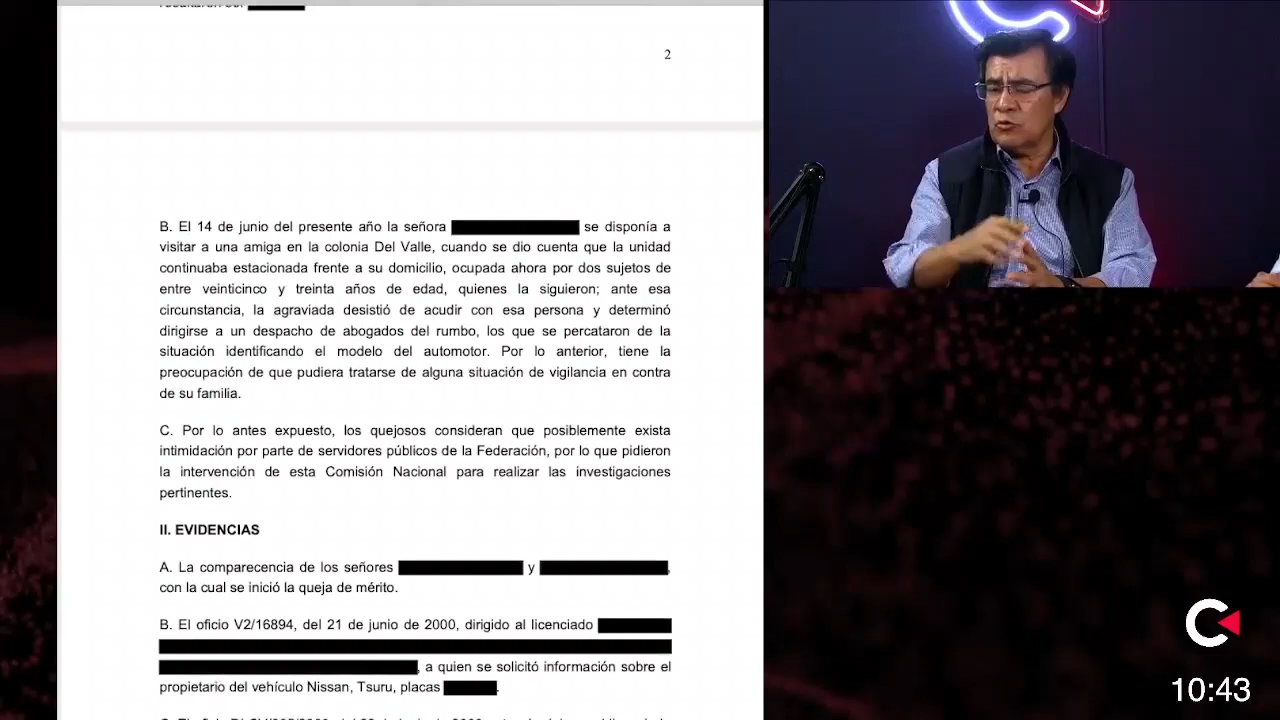 2
B. El 14 de junio del presente año la señora se disponía a
visitar a una amiga en la colonia Del Valle, cuando se dio cuenta que la unidad
continuaba estacionada frente a su domicilio, ocupada ahora por dos sujetos de
entre veinticinco y treinta años de edad, quienes la siguieron; ante esa
circunstancia, la agraviada desistió de acudir con esa persona y determinó
dirigirse a un despacho de abogados del rumbo, los que se percataron de la
situación identificando el modelo del automotor. Por lo anterior, tiene la
preocupación de que pudiera tratarse de alguna situación de vigilancia en contra
de su familia.
C. Por lo antes expuesto, los quejosos consideran que posiblemente exista
intimidación por parte de servidores públicos de la Federación, por lo que pidieron
la intervención de esta Comisión Nacional para realizar las investigaciones
pertinentes.
II. EVIDENCIAS
A. La comparecencia de los señores y ,
con la cual se inició la queja de mérito.
B. El oficio V2/16894, del 21 de junio de 2000, dirigido al licenciado
, a quien se solicitó información sobre el
propietario del vehículo Nissan, Tsuru, placas .
10:43